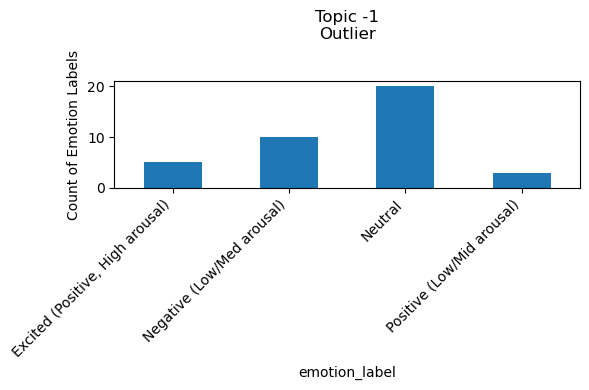 Topic -1
Outlier
Count of Emotion Labels
20
10
0
Excited (Positive, High arousal)
Negative (Low/Med arousal)
Neutral
Positive (Low/Mid arousal)
emotion_label